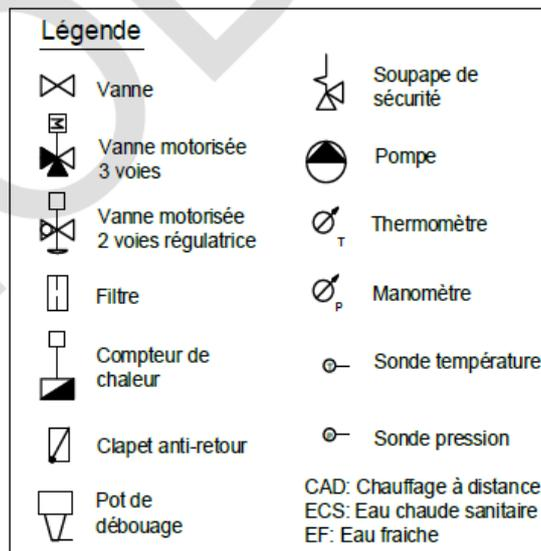 Légende
Vanne
M
Vanne motorisée
3 voies
Vanne motorisée
2 voies régulatrice
Filtre
Compteur de
chaleur
Clapet anti-retour
Pot de
débouage
Soupape de
sécurité
Pompe
T
Thermomètre
P
Manomètre
T
Sonde température
P
Sonde pression
CAD: Chauffage à distance
ECS: Eau chaude sanitaire
EF: Eau fraiche